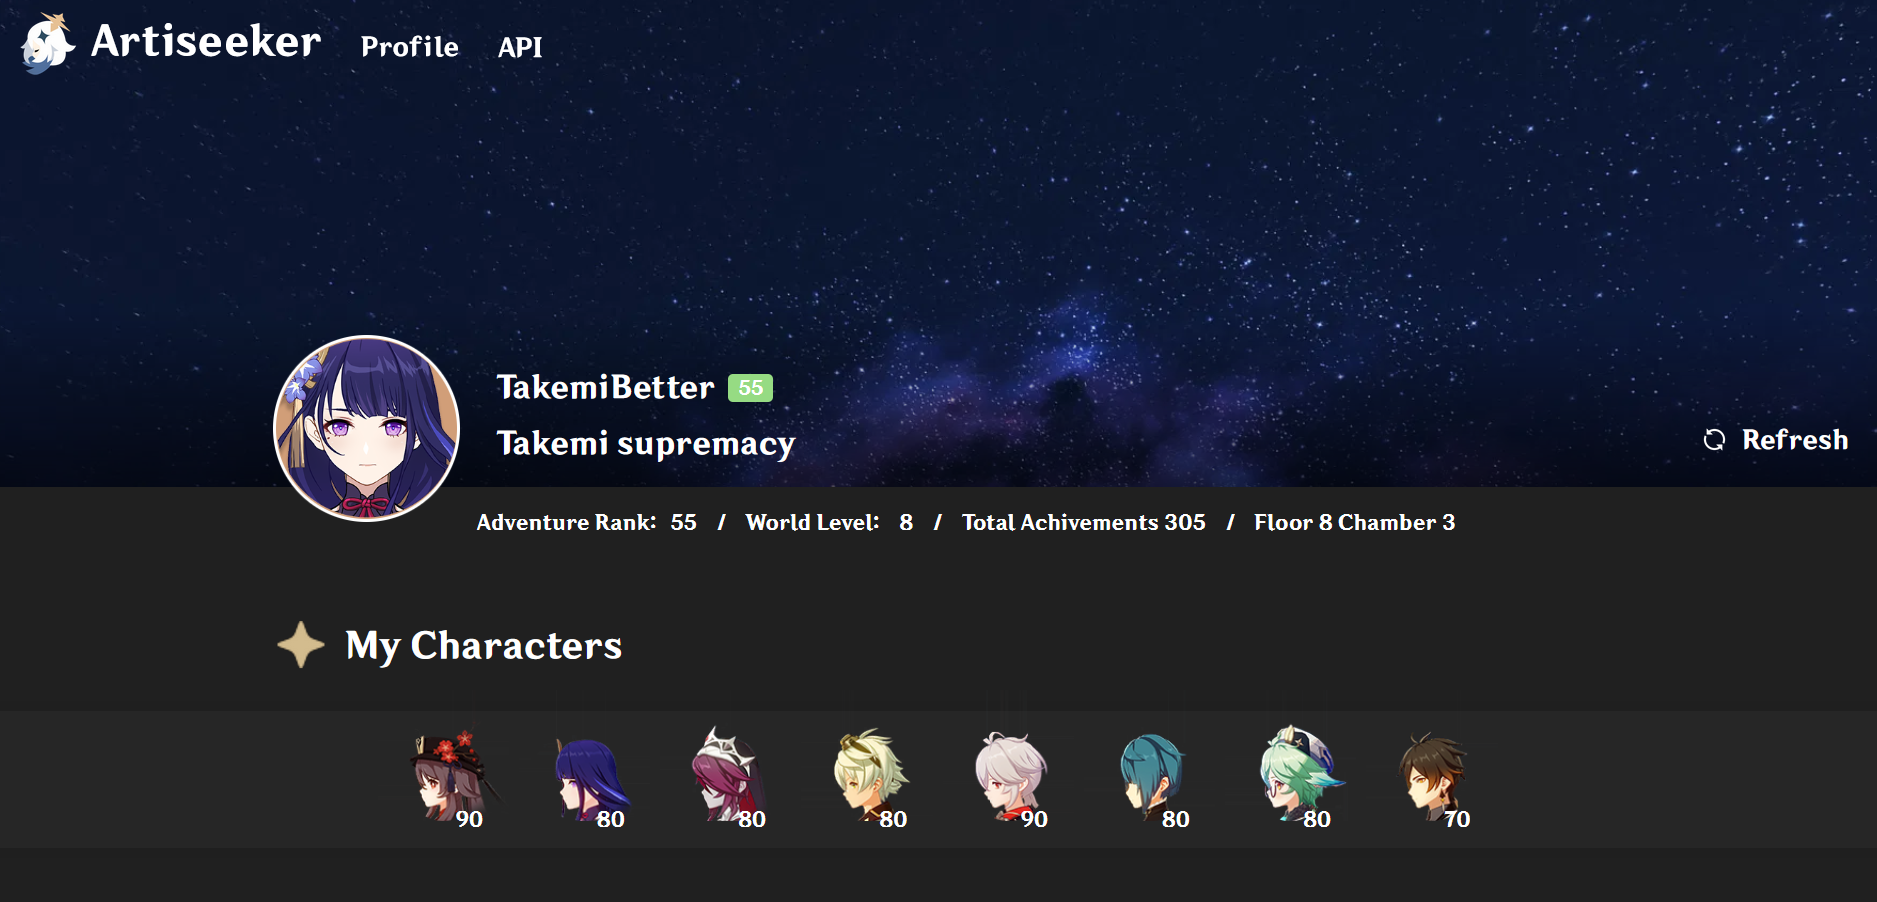 Artiseeker Profile API
TakemiBetter 55
Takemi supremacy
Refresh
Adventure Rank: 55 / World Level: 8 / Total Achivements 305 / Floor 8 Chamber 3
My Characters
90 80 80 80 90 80 80 70